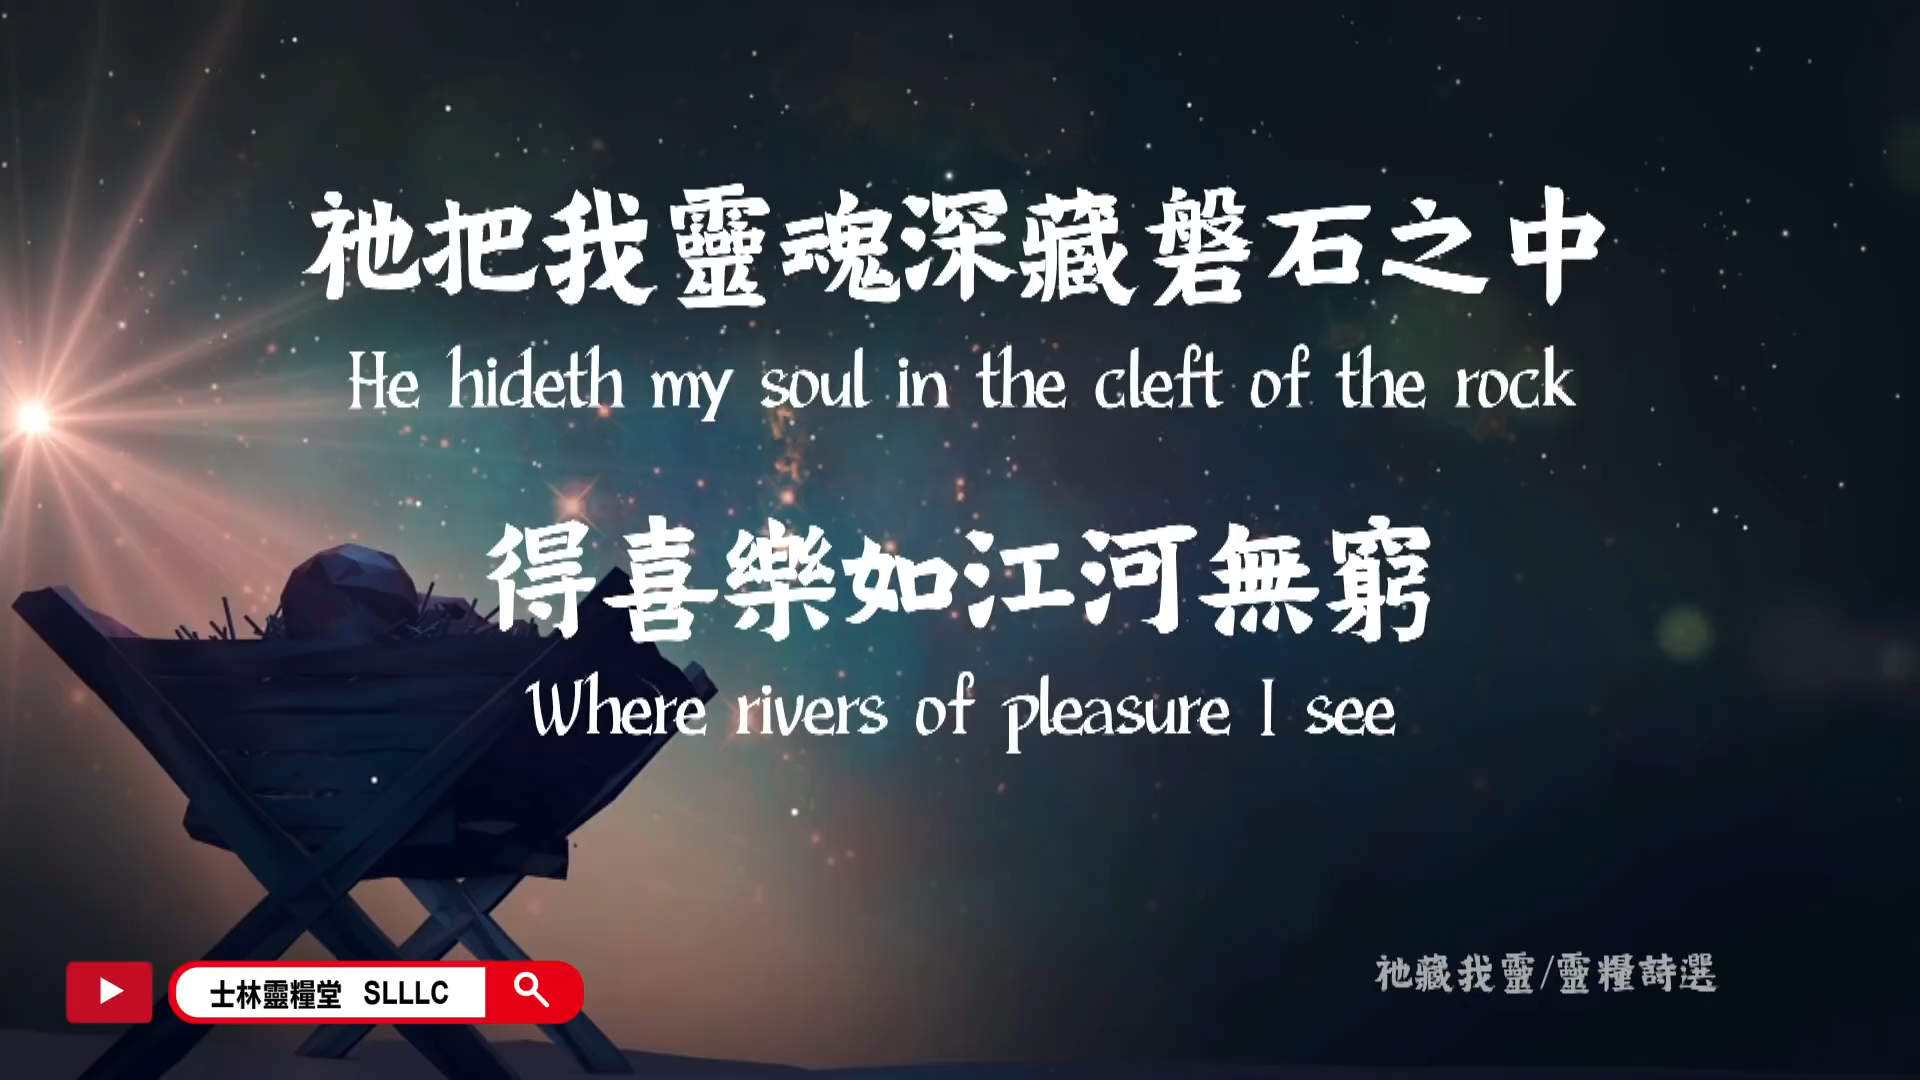 祂把我靈魂深藏磐石之中
He hideth my soul in the cleft of the rock
得喜樂如江河無窮
Where rivers of pleasure I see
祂藏我靈/靈糧詩選
士林靈糧堂 SLLLC